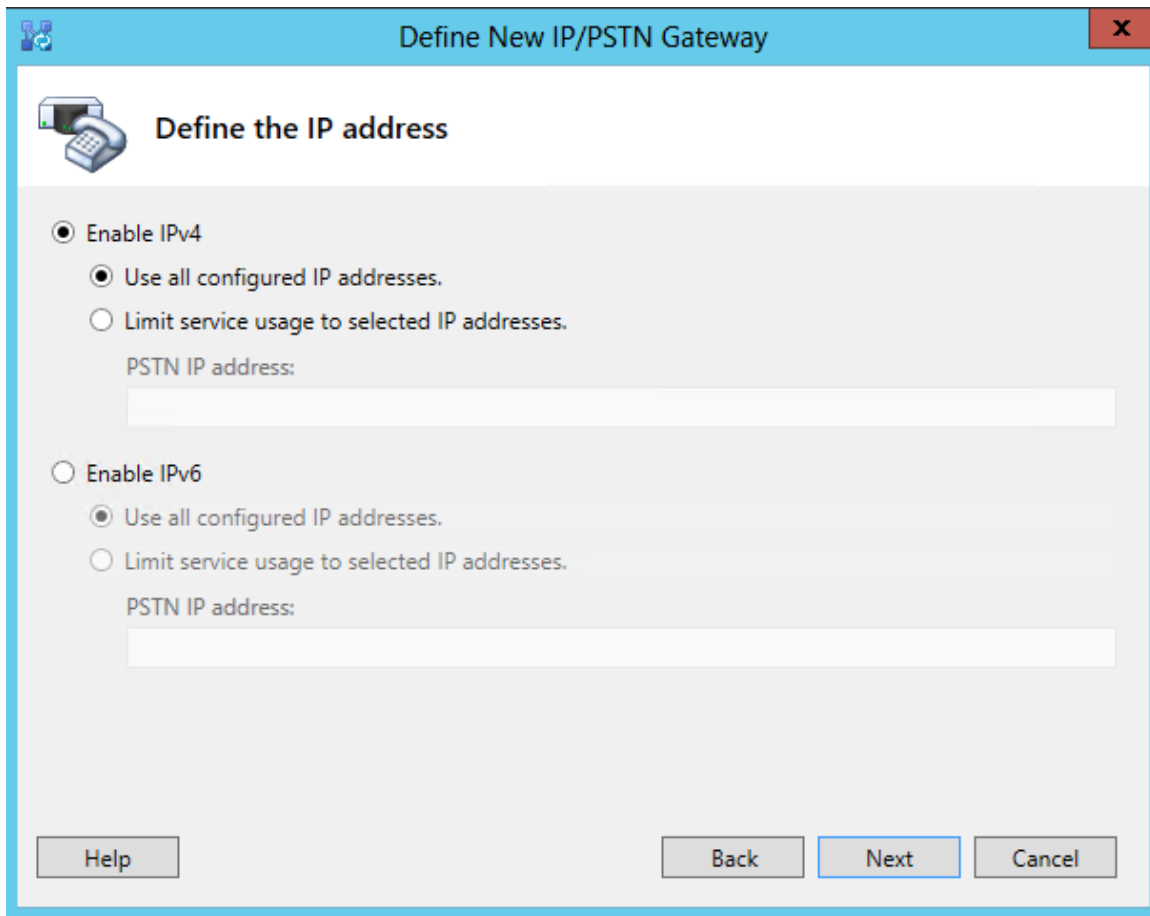 Define New IP/PSTN Gateway
x
Define the IP address
Enable IPv4
Use all configured IP addresses.
Limit service usage to selected IP addresses.
PSTN IP address:
Enable IPv6
Use all configured IP addresses.
Limit service usage to selected IP addresses.
PSTN IP address:
Help Back Next Cancel